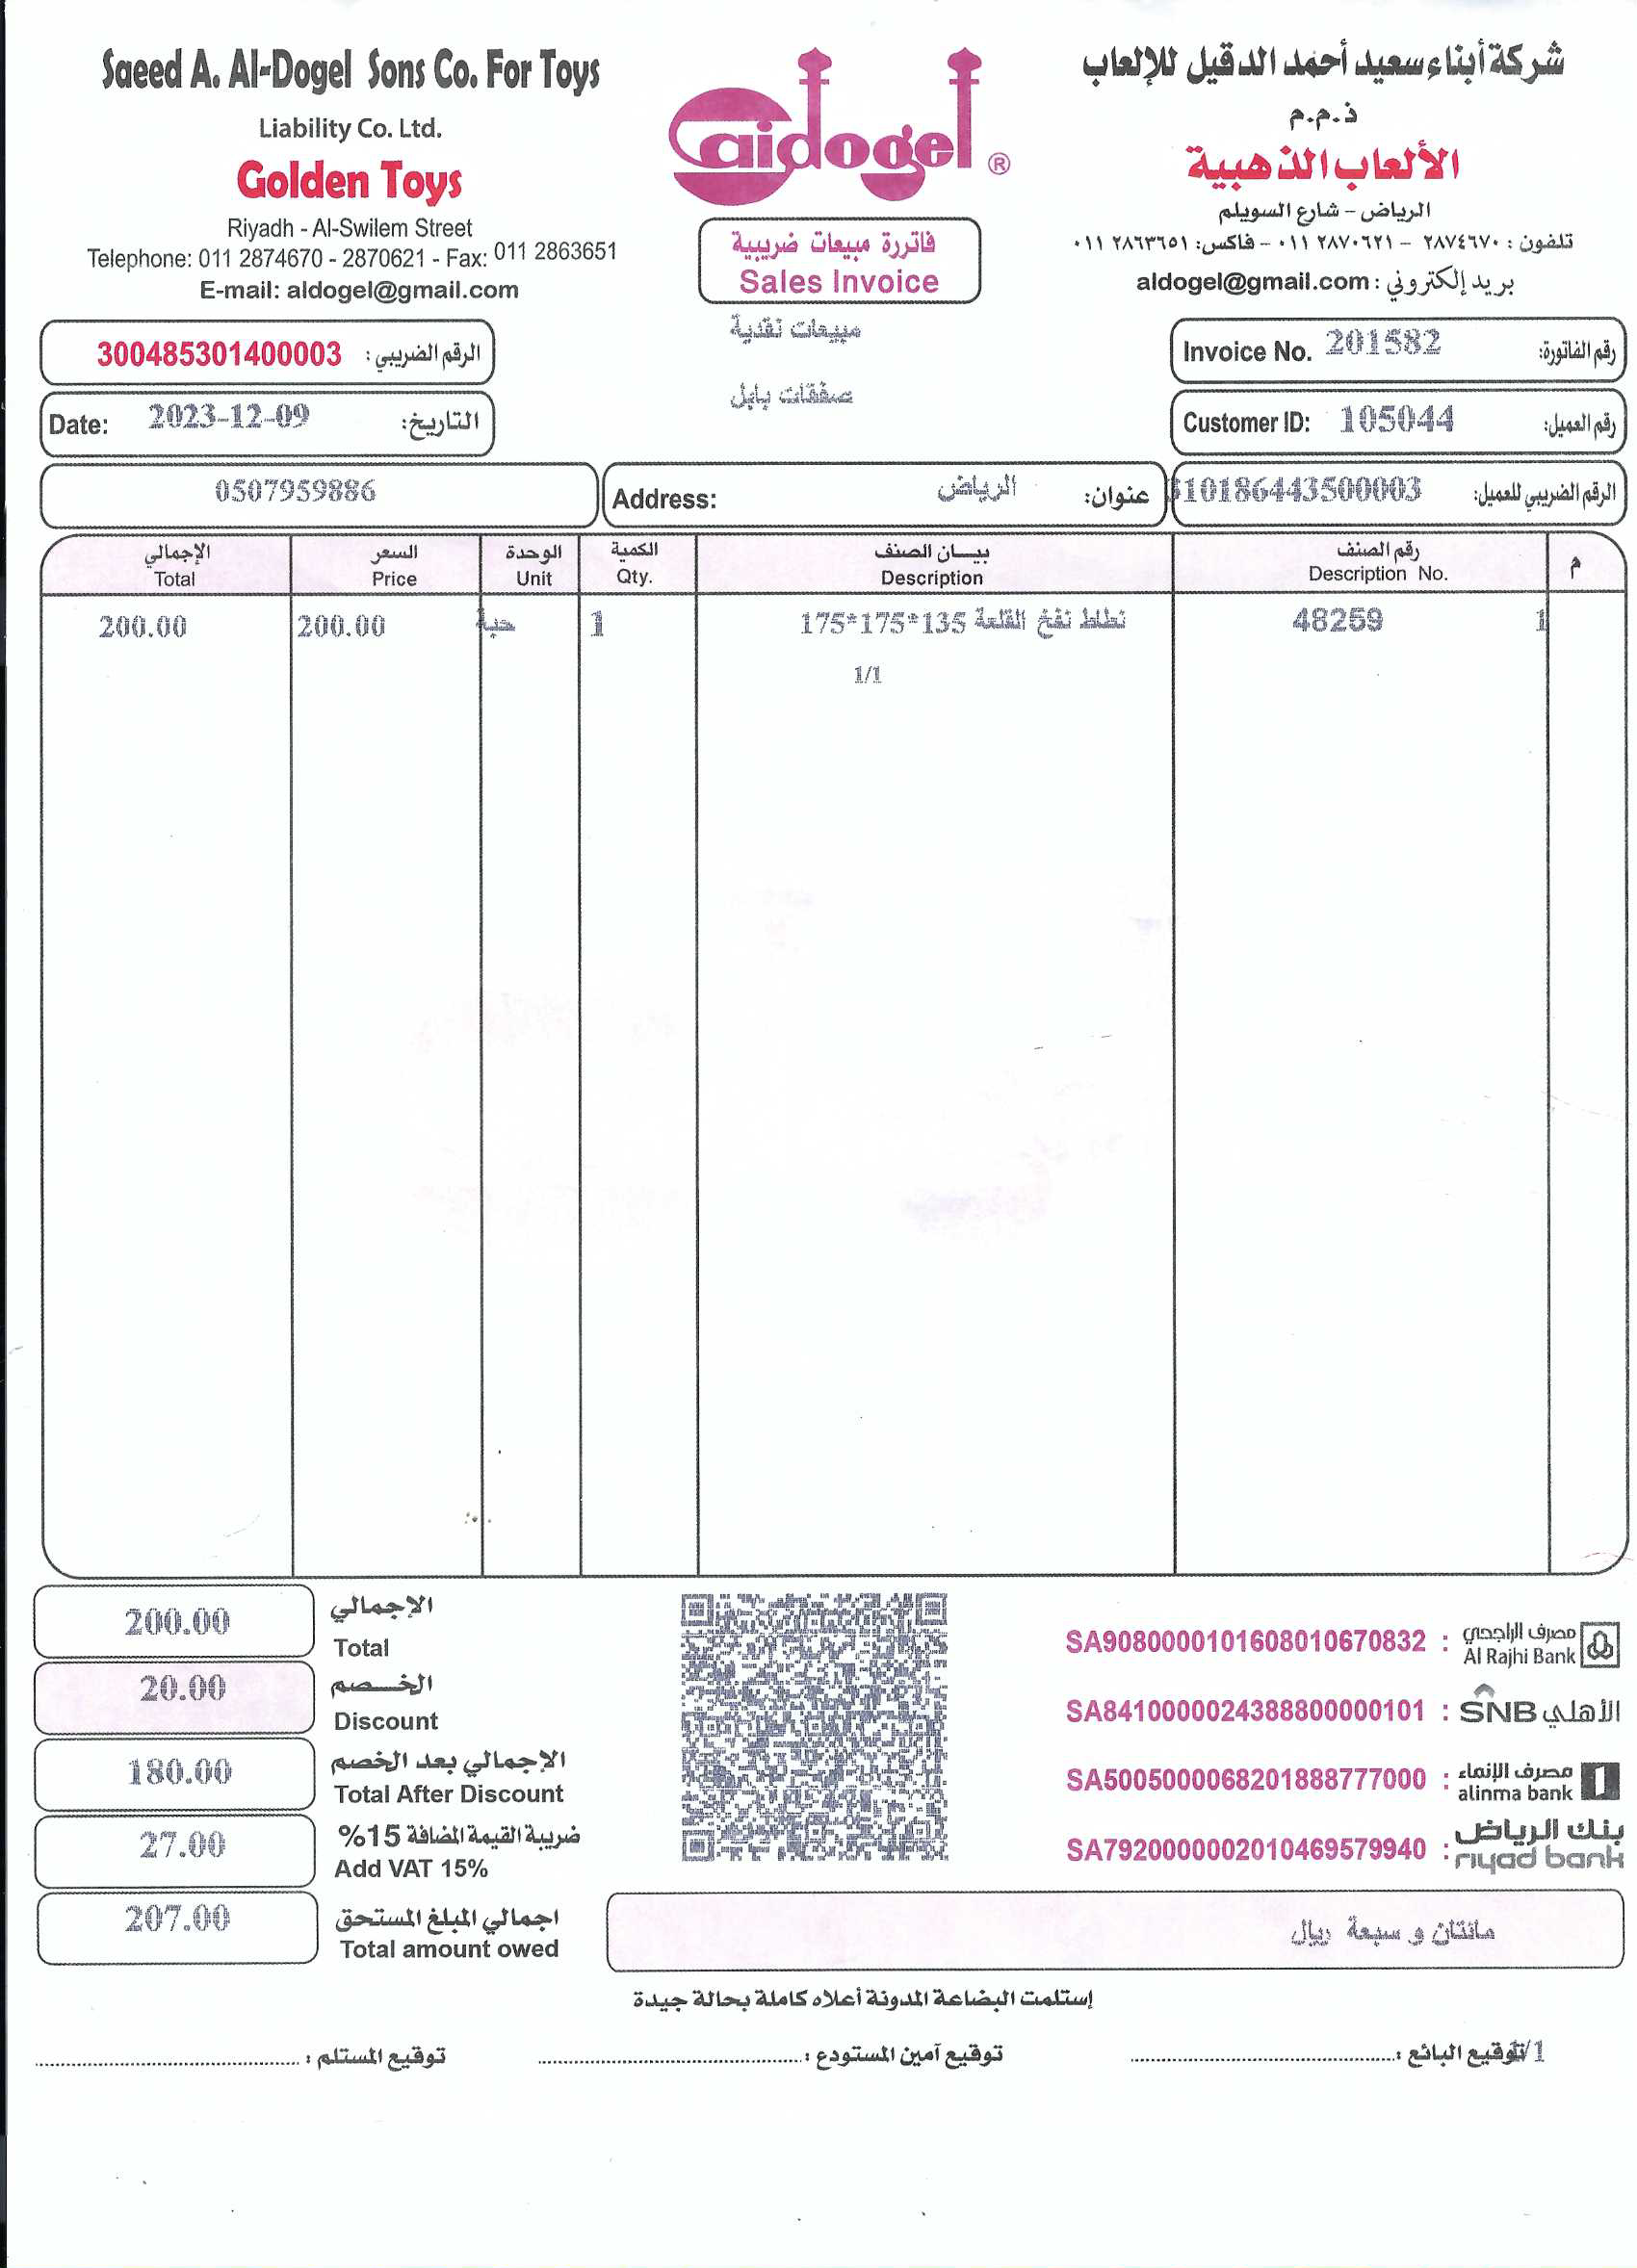 Saeed A. Al-Dogel Sons Co. For Toys
Liability Co. Ltd.
Golden Toys
Riyadh - Al-Swilem Street
Telephone: 011 2874670 - 2870621 - Fax: 011 2863651
E-mail: aldogel@gmail.com
aldogel ®
فاتررة مبيعات ضريبية
Sales Invoice
شركة أبناء سعيد أحمد الدقيل للإلعاب
ذ.م.م
الألعاب الذهبية
الرياض - شارع السويلم
تلفون : ٢٨٧٤٦٧٠ - ٢٨٧٠٦٢١ ٠١١ - فاكس: ٢٨٦٣٦٥١ ٠١١
بريد إلكتروني : aldogel@gmail.com
الرقم الضريبي : 300485301400003
مبيعات نقدية
رقم الفاتورة: Invoice No. 201582
Date: 2023-12-09 التاريخ:
صفقات بابل
رقم العميل: Customer ID: 105044
0507959886
Address: الرياض عنوان:
الرقم الضريبي للعميل: 310186443500003
م رقم الصنف بيـــان الصنف الكمية الوحدة السعر الإجمالي
Description No. Description Qty. Unit Price Total
1 48259 نطاط نفخ القلعة 135*175*175 1 حبة 200.00 200.00
1/1
الإجمالي 200.00
Total
الخــــصم 20.00
Discount
الإجمالي بعد الخصم 180.00
Total After Discount
ضريبة القيمة المضافة 15% 27.00
Add VAT 15%
اجمالي المبلغ المستحق 207.00
Total amount owed
مصرف الراجحي : SA9080000101608010670832
Al Rajhi Bank
SNB الأهلي : SA8410000024388800000101
مصرف الإنماء : SA5005000068201888777000
alinma bank
بنك الرياض : SA7920000002010469579940
riyad bank
مائتان و سبعة ريال
إستلمت البضاعة المدونة أعلاه كاملة بحالة جيدة
توقيع البائع : 1/1
توقيع آمين المستودع :
توقيع المستلم :